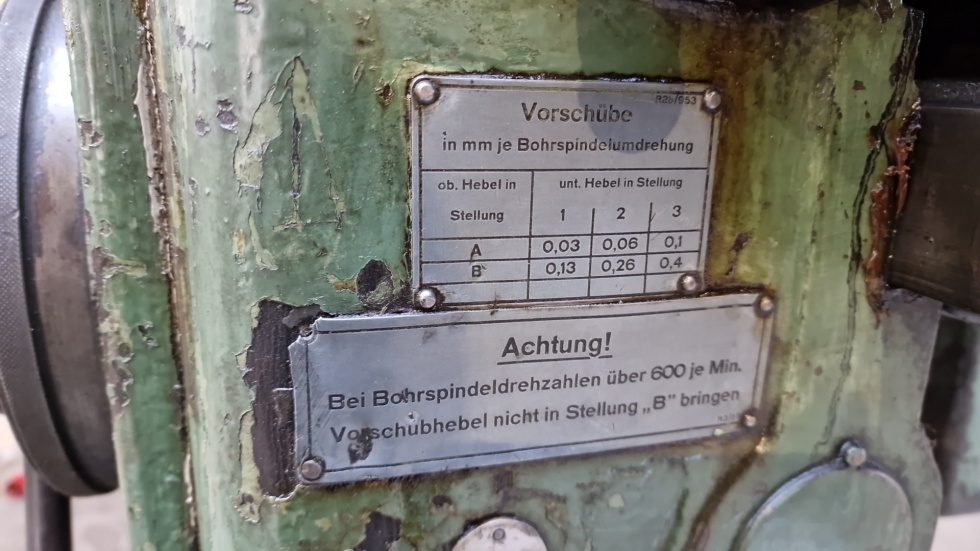 R2b/953
Vorschübe
in mm je Bohrspindelumdrehung
ob. Hebel in unt. Hebel in Stellung
Stellung 1 2 3
A 0,03 0,06 0,1
B 0,13 0,26 0,4
Achtung!
Bei Bohrspindeldrehzahlen über 600 je Min.
Vorschubhebel nicht in Stellung „B" bringen